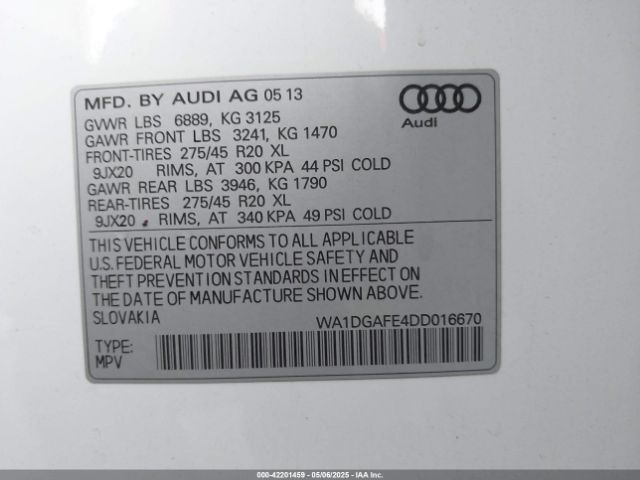 MFD. BY AUDI AG 05 13
Audi
GVWR LBS 6889, KG 3125
GAWR FRONT LBS 3241, KG 1470
FRONT-TIRES 275/45 R20 XL
9JX20 RIMS, AT 300 KPA 44 PSI COLD
GAWR REAR LBS 3946, KG 1790
REAR-TIRES 275/45 R20 XL
9JX20 RIMS, AT 340 KPA 49 PSI COLD
THIS VEHICLE CONFORMS TO ALL APPLICABLE
U.S. FEDERAL MOTOR VEHICLE SAFETY AND
THEFT PREVENTION STANDARDS IN EFFECT ON
THE DATE OF MANUFACTURE SHOWN ABOVE.
SLOVAKIA WA1DGAFE4DD016670
TYPE:
MPV
000-42201459 - 05/06/2025 - www.iaai.com